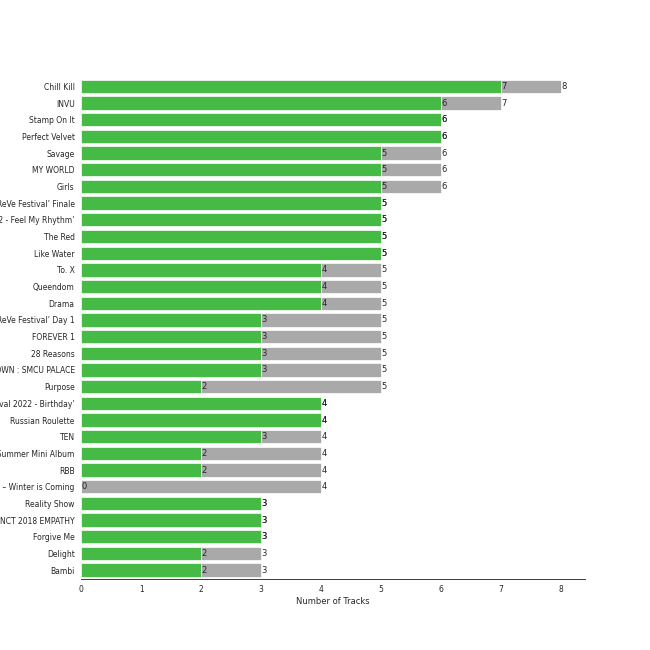 Chill Kill 7 8
INVU 6 7
Stamp On It 6
Perfect Velvet 6
Savage 5 6
MY WORLD 5 6
Girls 5 6
ReVe Festival’ Finale 5
2 - Feel My Rhythm’ 5
The Red 5
Like Water 5
To. X 4 5
Queendom 4 5
Drama 4 5
ReVe Festival’ Day 1 3 5
FOREVER 1 3 5
28 Reasons 3 5
OWN : SMCU PALACE 3 5
Purpose 2 5
val 2022 - Birthday’ 4
Russian Roulette 4
TEN 3 4
Summer Mini Album 2 4
RBB 2 4
– Winter is Coming 0 4
Reality Show 3
NCT 2018 EMPATHY 3
Forgive Me 3
Delight 2 3
Bambi 2 3
0 1 2 3 4 5 6 7 8
Number of Tracks